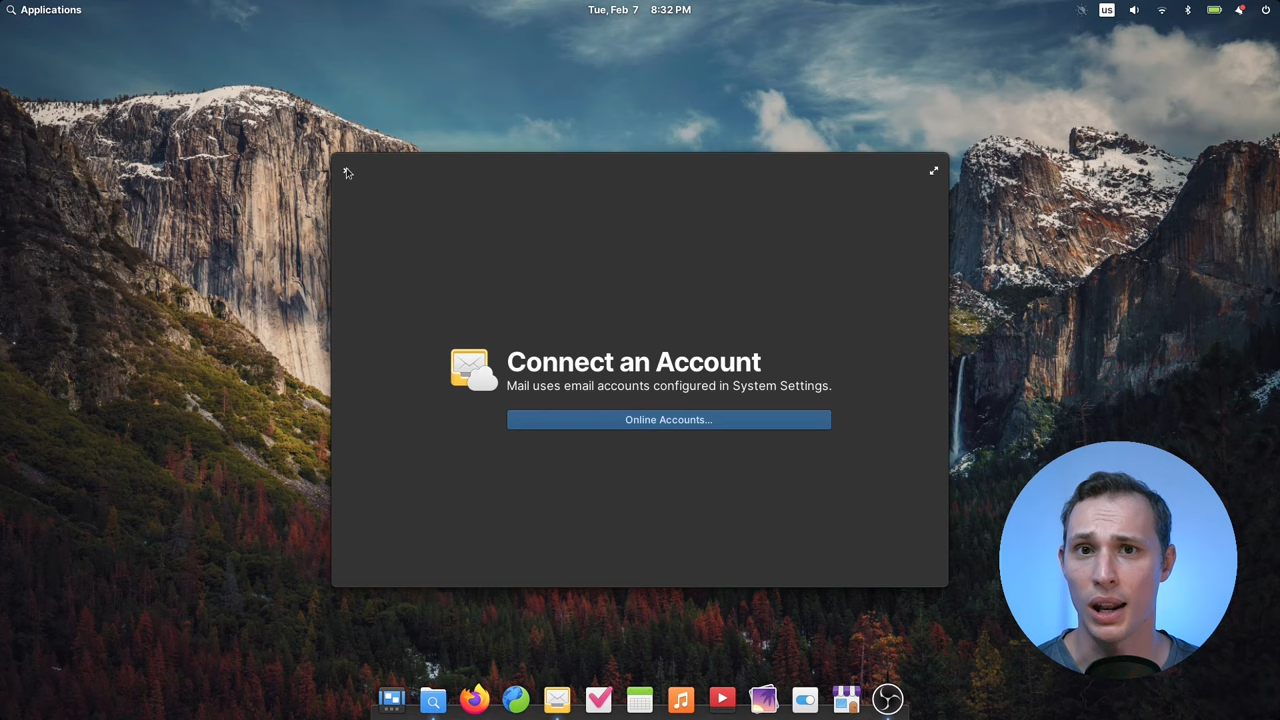 Applications
Tue, Feb 7 8:32 PM
us
Connect an Account
Mail uses email accounts configured in System Settings.
Online Accounts...